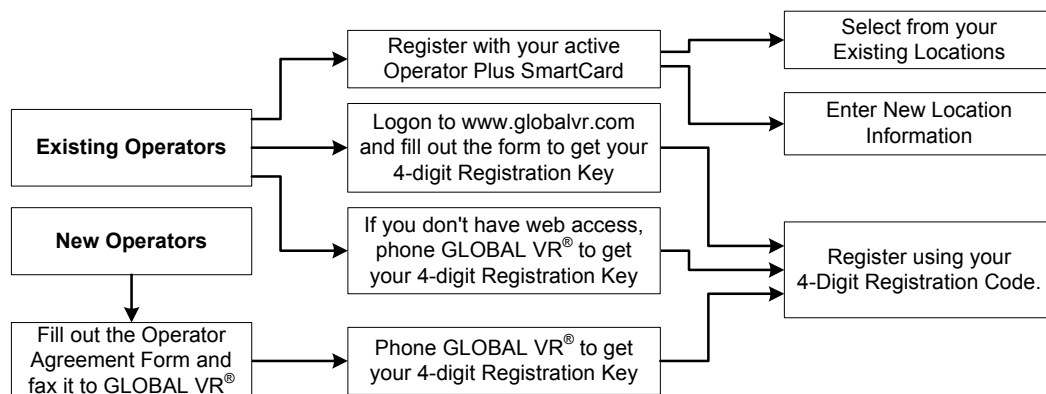 Register with your active
Operator Plus SmartCard
Select from your
Existing Locations
Enter New Location
Information
Existing Operators
Logon to www.globalvr.com
and fill out the form to get your
4-digit Registration Key
New Operators
If you don't have web access,
phone GLOBAL VR® to get
your 4-digit Registration Key
Register using your
4-Digit Registration Code.
Fill out the Operator
Agreement Form and
fax it to GLOBAL VR®
Phone GLOBAL VR® to get
your 4-digit Registration Key